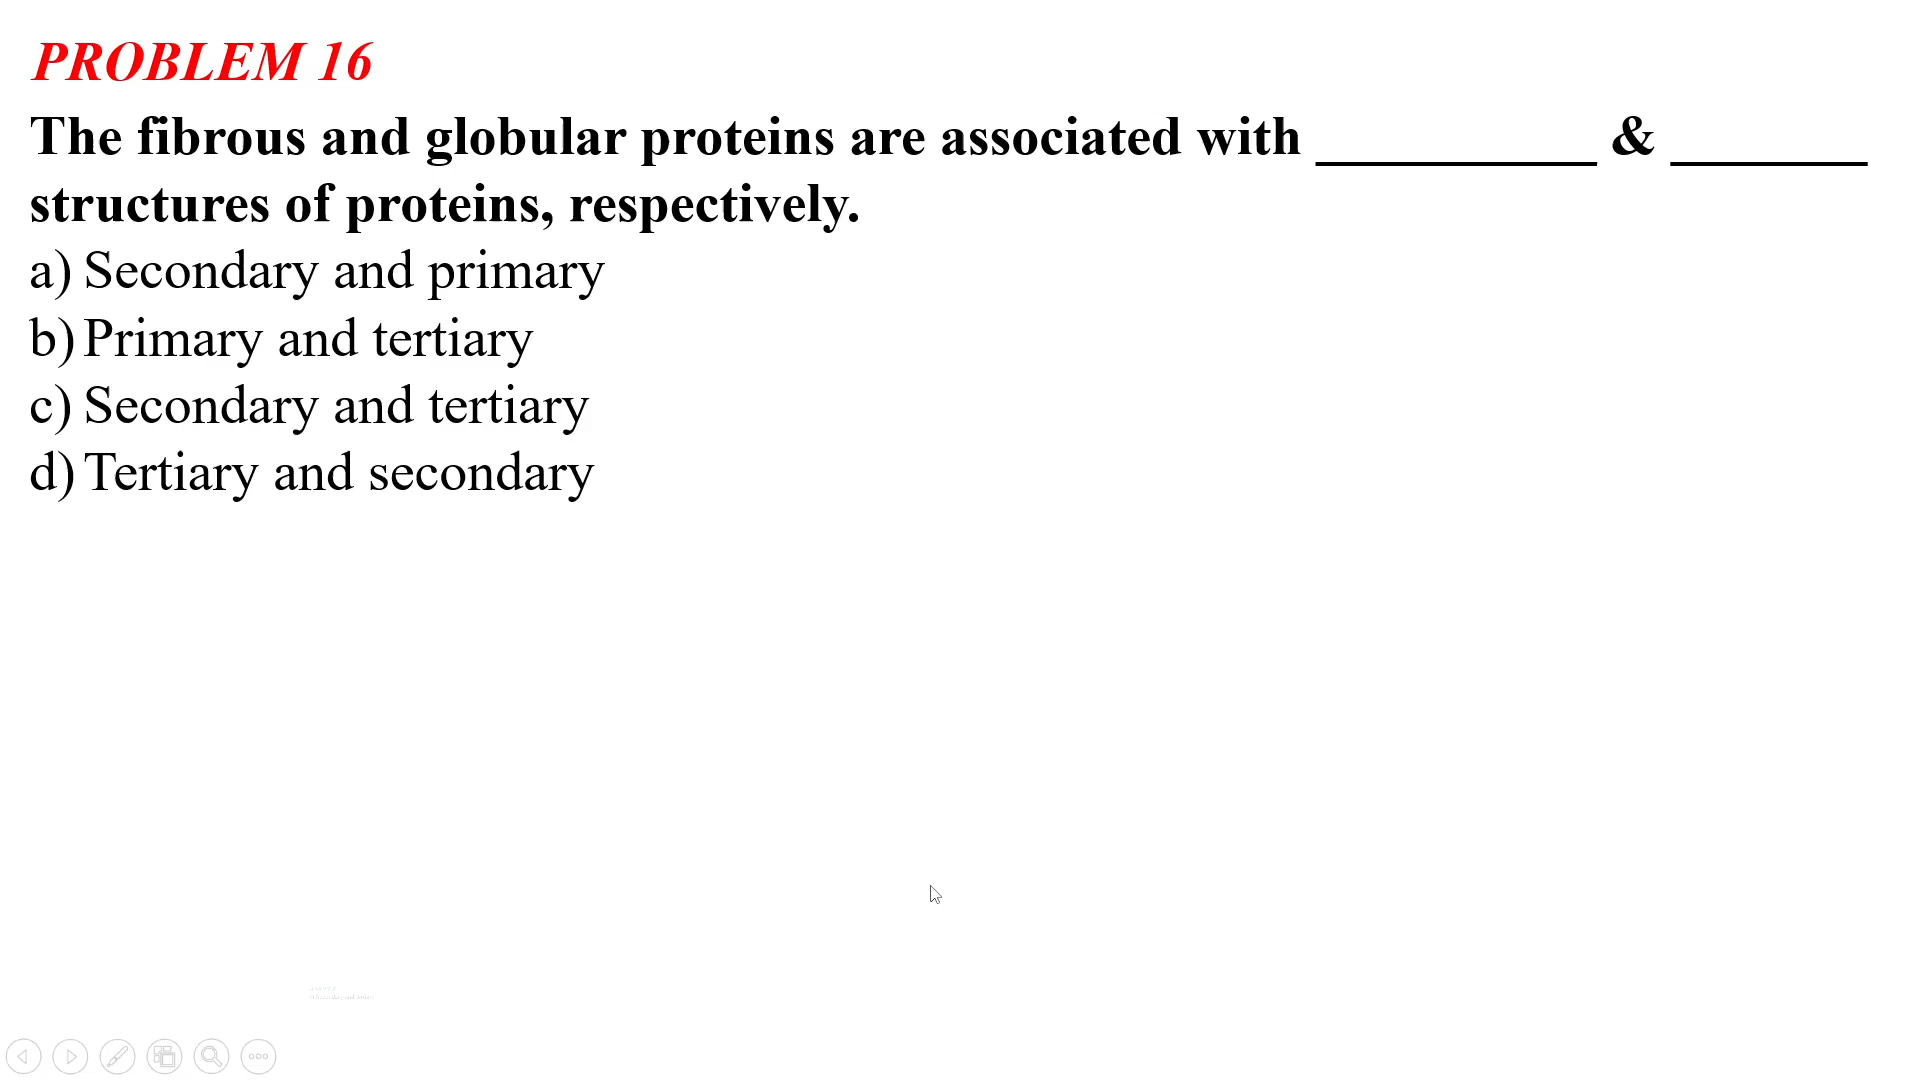 PROBLEM 16
The fibrous and globular proteins are associated with __________ & _______
structures of proteins, respectively.
a) Secondary and primary
b) Primary and tertiary
c) Secondary and tertiary
d) Tertiary and secondary